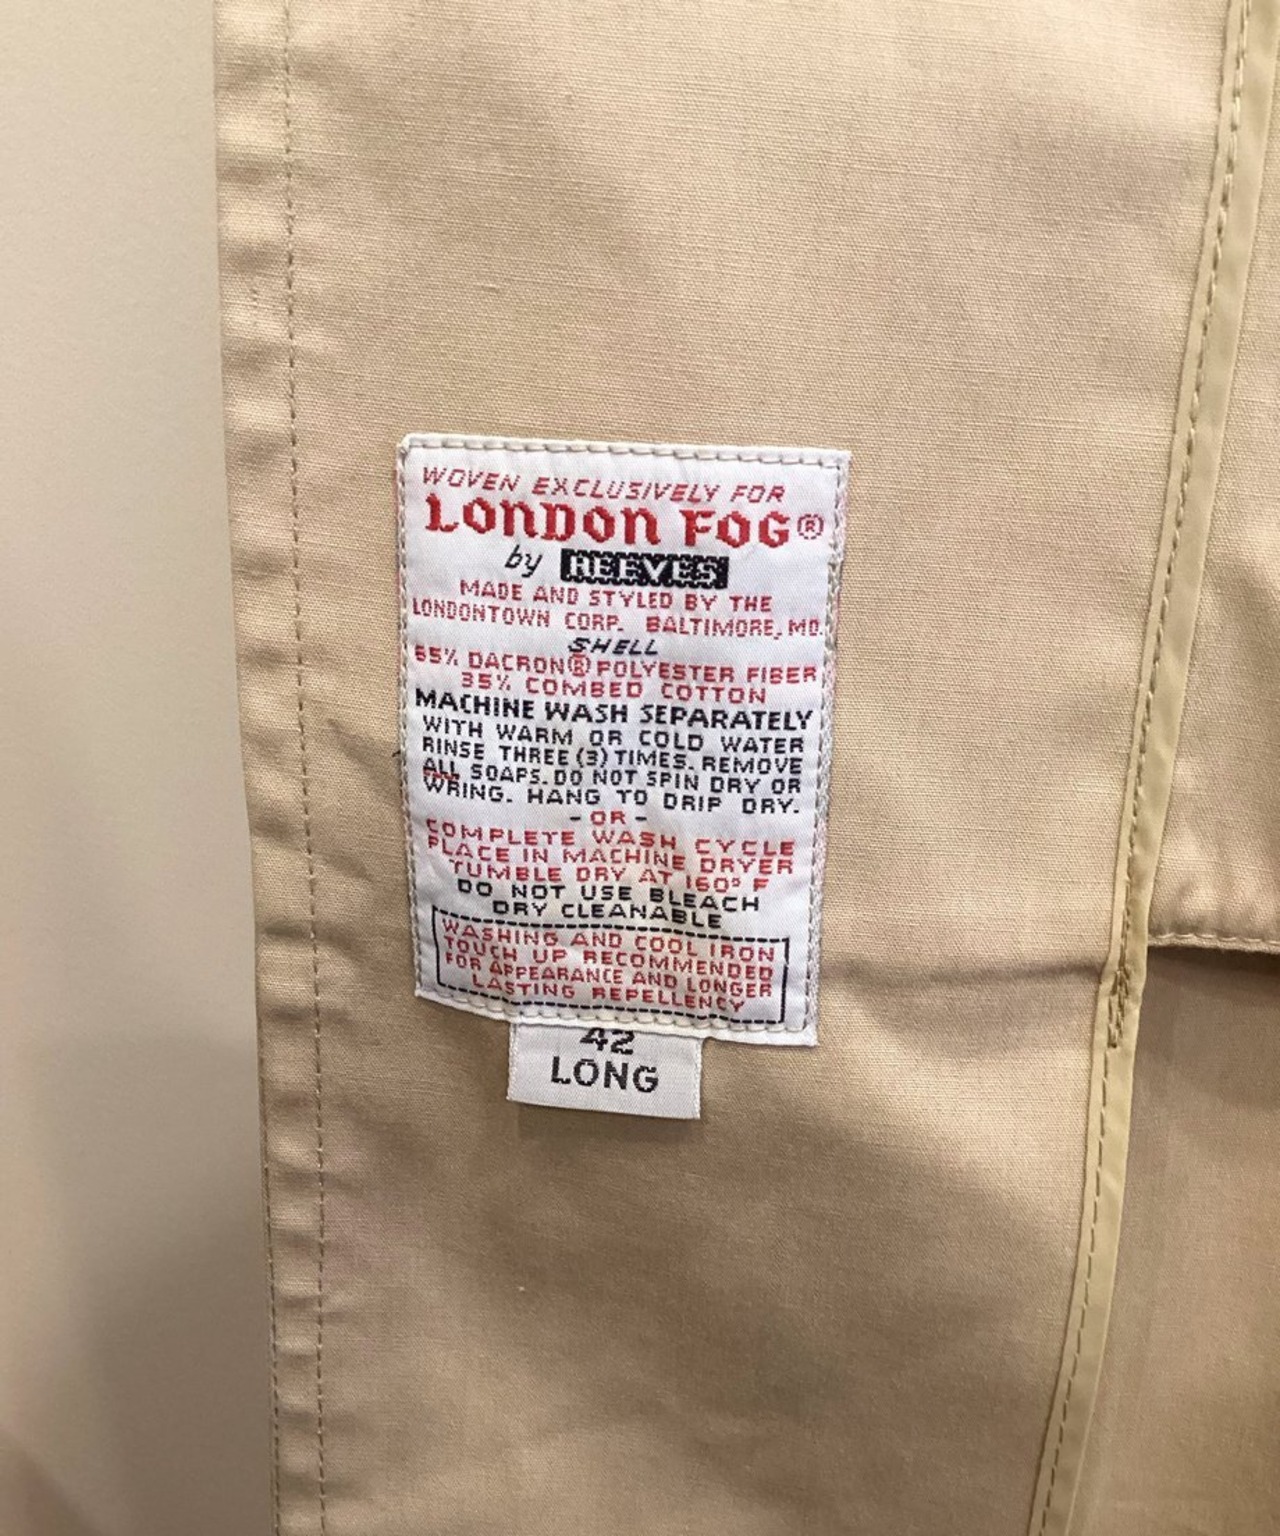 WOVEN EXCLUSIVELY FOR
LONDON FOG®
by REEVES
MADE AND STYLED BY THE
LONDONTOWN CORP. BALTIMORE, MD.
SHELL
65% DACRON® POLYESTER FIBER
35% COMBED COTTON
MACHINE WASH SEPARATELY
WITH WARM OR COLD WATER
RINSE THREE (3) TIMES. REMOVE
ALL SOAPS. DO NOT SPIN DRY OR
WRING. HANG TO DRIP DRY.
- OR -
COMPLETE WASH CYCLE
PLACE IN MACHINE DRYER
TUMBLE DRY AT 160° F
DO NOT USE BLEACH
DRY CLEANABLE
WASHING AND COOL IRON
TOUCH UP RECOMMENDED
FOR APPEARANCE AND LONGER
LASTING REPELLENCY
42
LONG